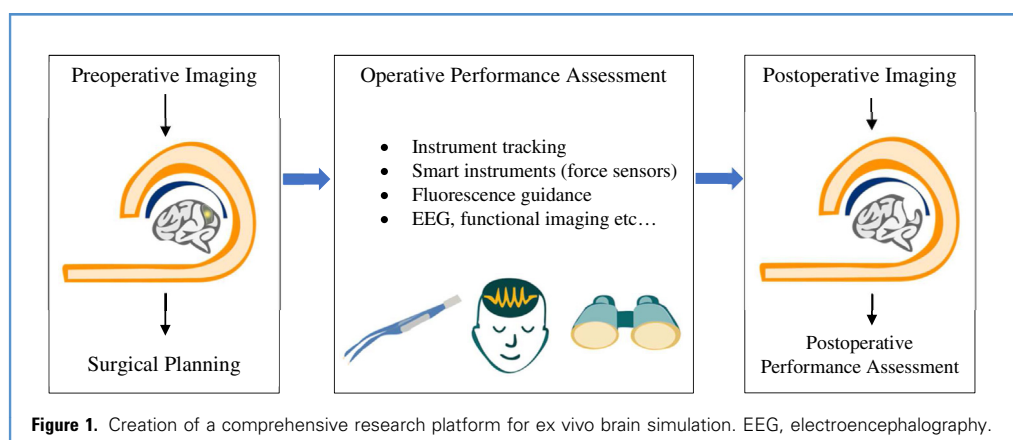 Preoperative Imaging
Surgical Planning
Operative Performance Assessment
• Instrument tracking
• Smart instruments (force sensors)
• Fluorescence guidance
• EEG, functional imaging etc…
Postoperative Imaging
Postoperative
Performance Assessment
Figure 1. Creation of a comprehensive research platform for ex vivo brain simulation. EEG, electroencephalography.